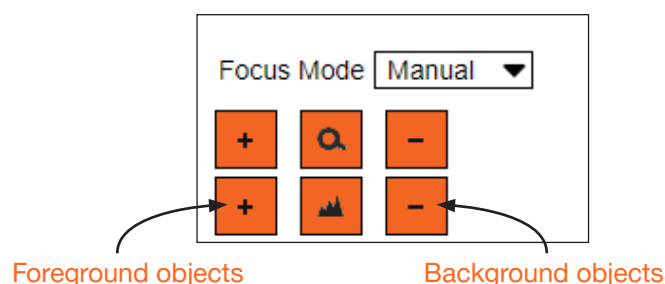 Focus Mode Manual
+ −
+ −
Foreground objects Background objects